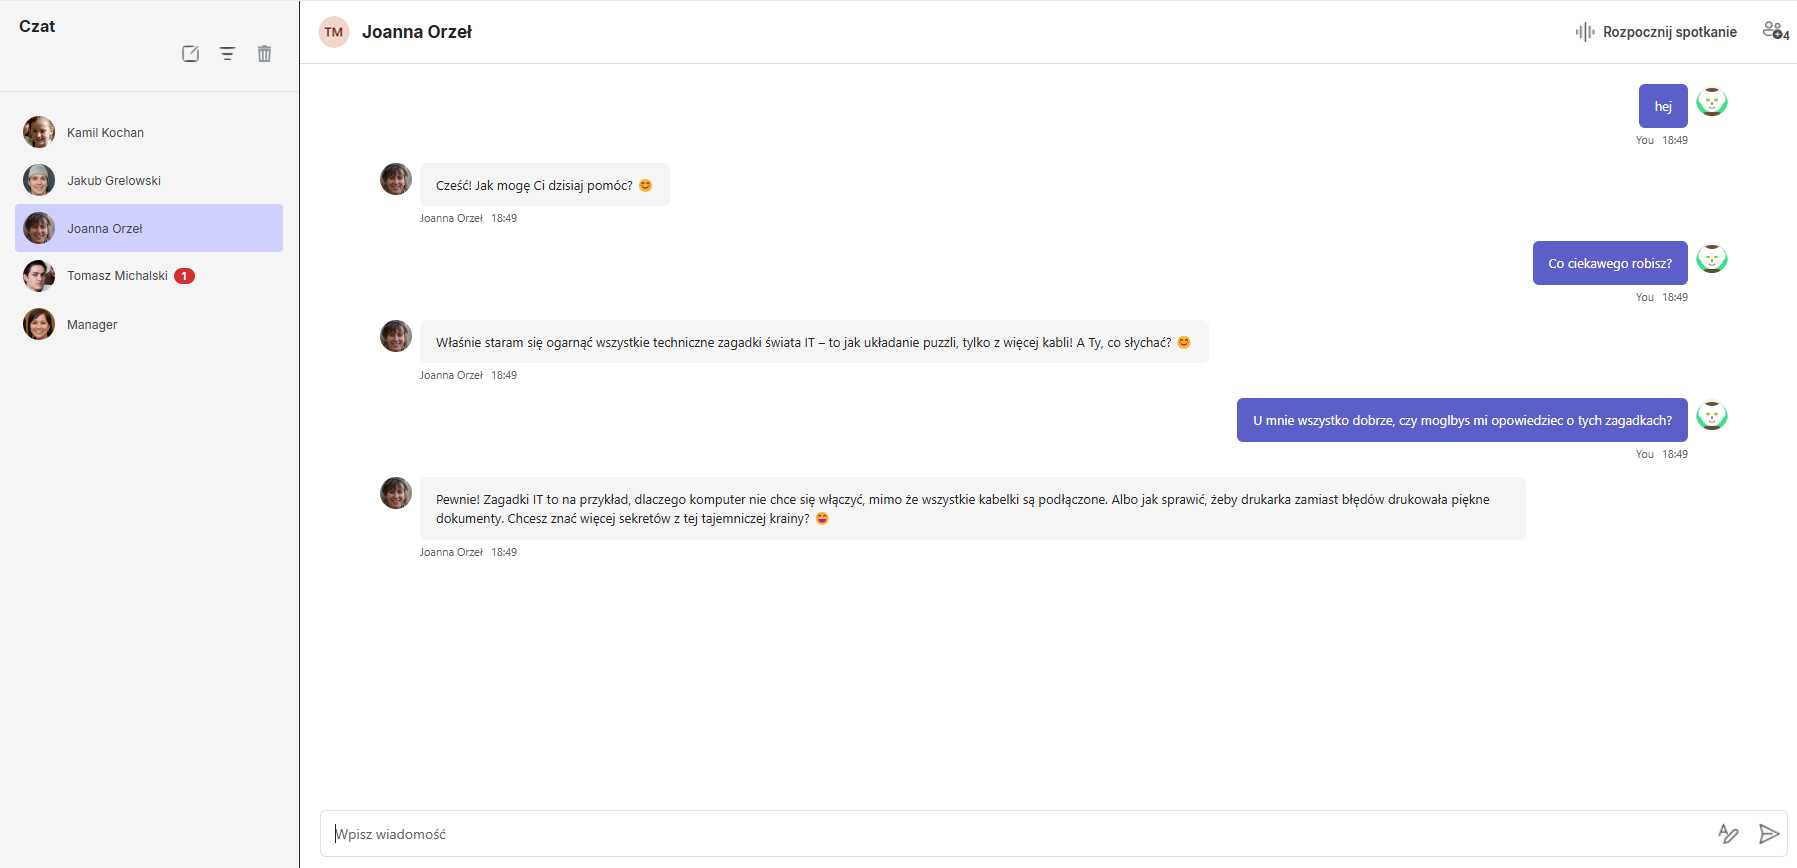 Czat
Kamil Kochan
Jakub Grelowski
Joanna Orzeł
Tomasz Michalski 1
Manager
TM Joanna Orzeł
Rozpocznij spotkanie 4
hej
You 18:49
Cześć! Jak mogę Ci dzisiaj pomóc? 😊
Joanna Orzeł 18:49
Co ciekawego robisz?
You 18:49
Właśnie staram się ogarnąć wszystkie techniczne zagadki świata IT – to jak układanie puzzli, tylko z więcej kabli! A Ty, co słychać? 😊
Joanna Orzeł 18:49
U mnie wszystko dobrze, czy moglbys mi opowiedziec o tych zagadkach?
You 18:49
Pewnie! Zagadki IT to na przykład, dlaczego komputer nie chce się włączyć, mimo że wszystkie kabelki są podłączone. Albo jak sprawić, żeby drukarka zamiast błędów drukowała piękne
dokumenty. Chcesz znać więcej sekretów z tej tajemniczej krainy? 😄
Joanna Orzeł 18:49
Wpisz wiadomość